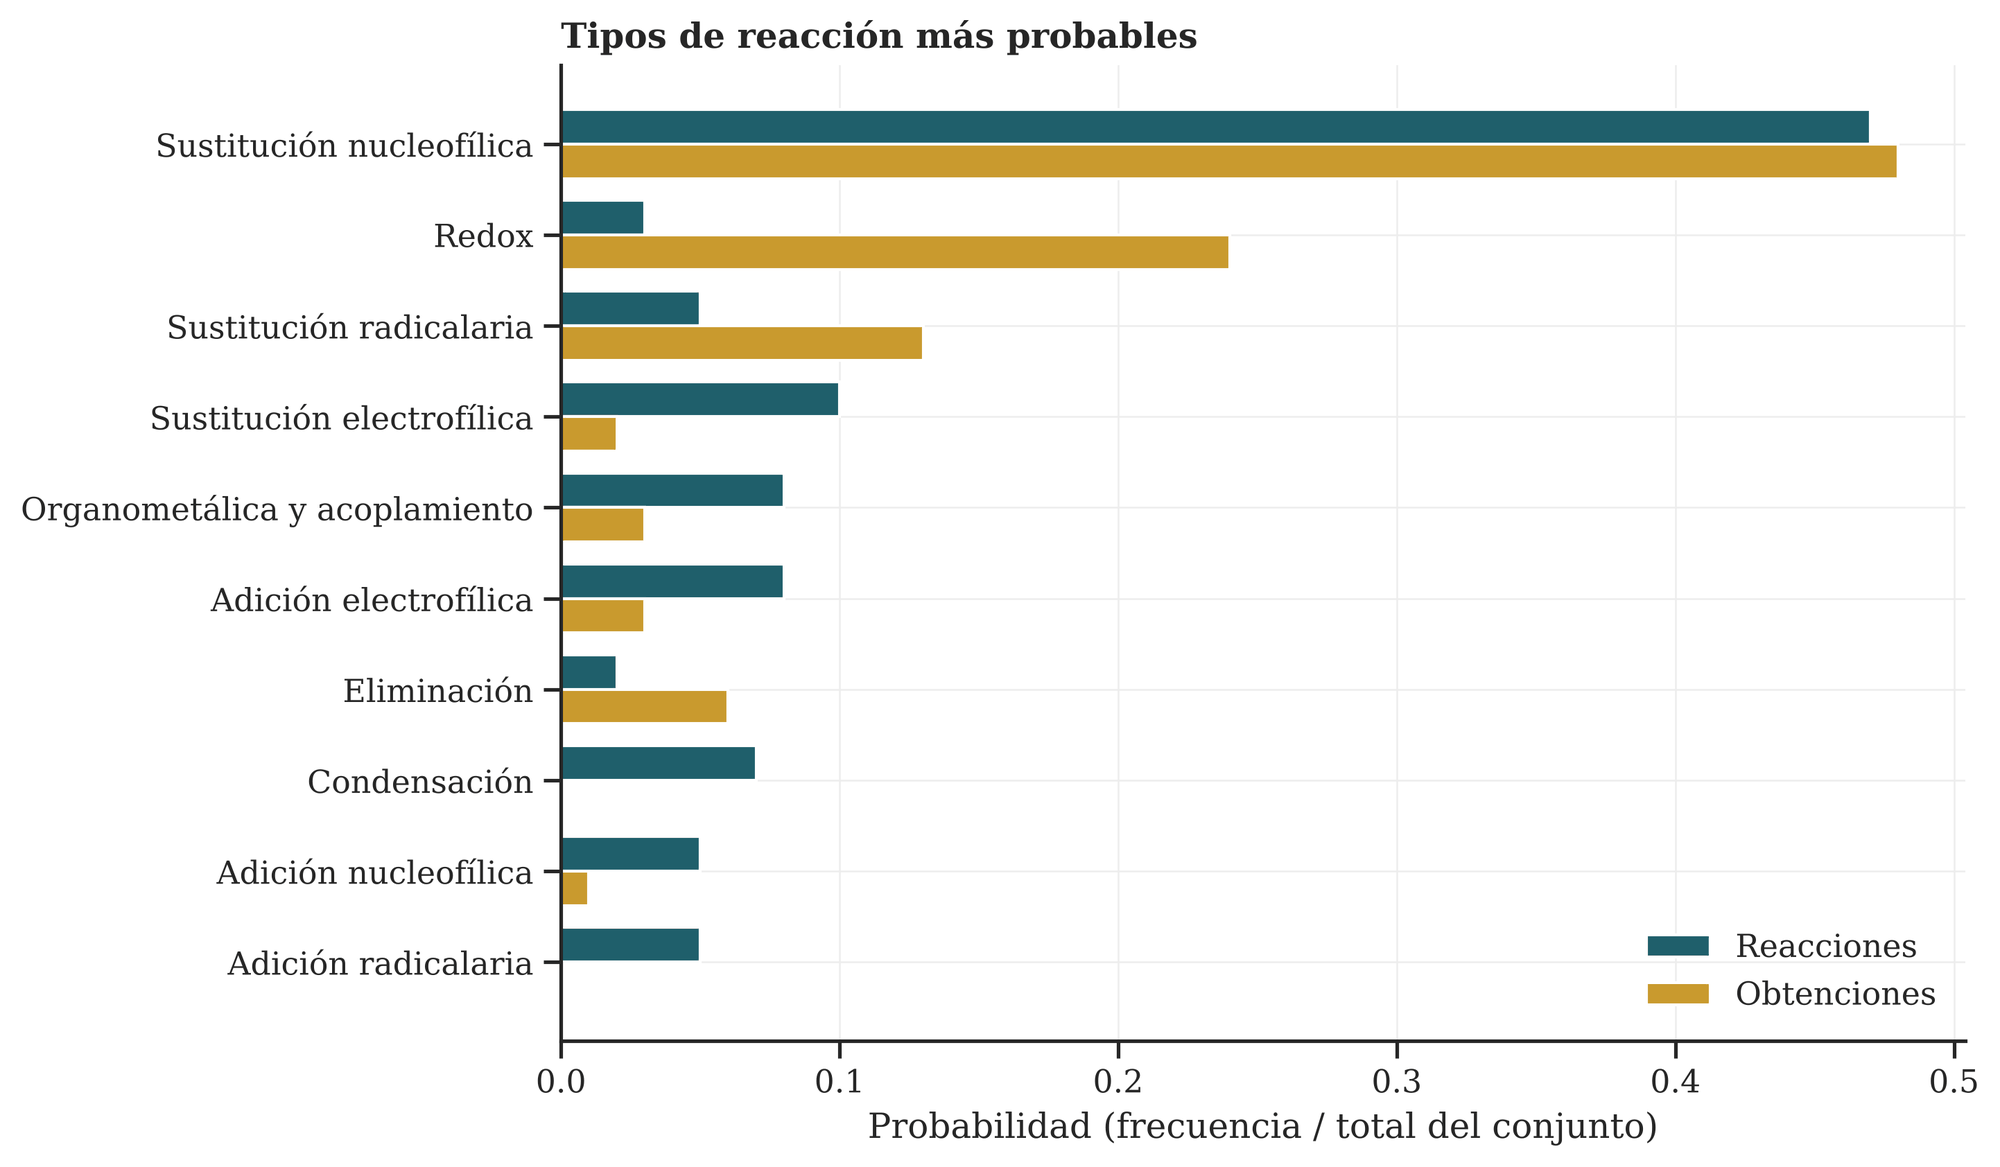 Tipos de reacción más probables
Sustitución nucleofílica
Redox
Sustitución radicalaria
Sustitución electrofílica
Organometálica y acoplamiento
Adición electrofílica
Eliminación
Condensación
Adición nucleofílica
Adición radicalaria
Reacciones
Obtenciones
0.0 0.1 0.2 0.3 0.4 0.5
Probabilidad (frecuencia / total del conjunto)